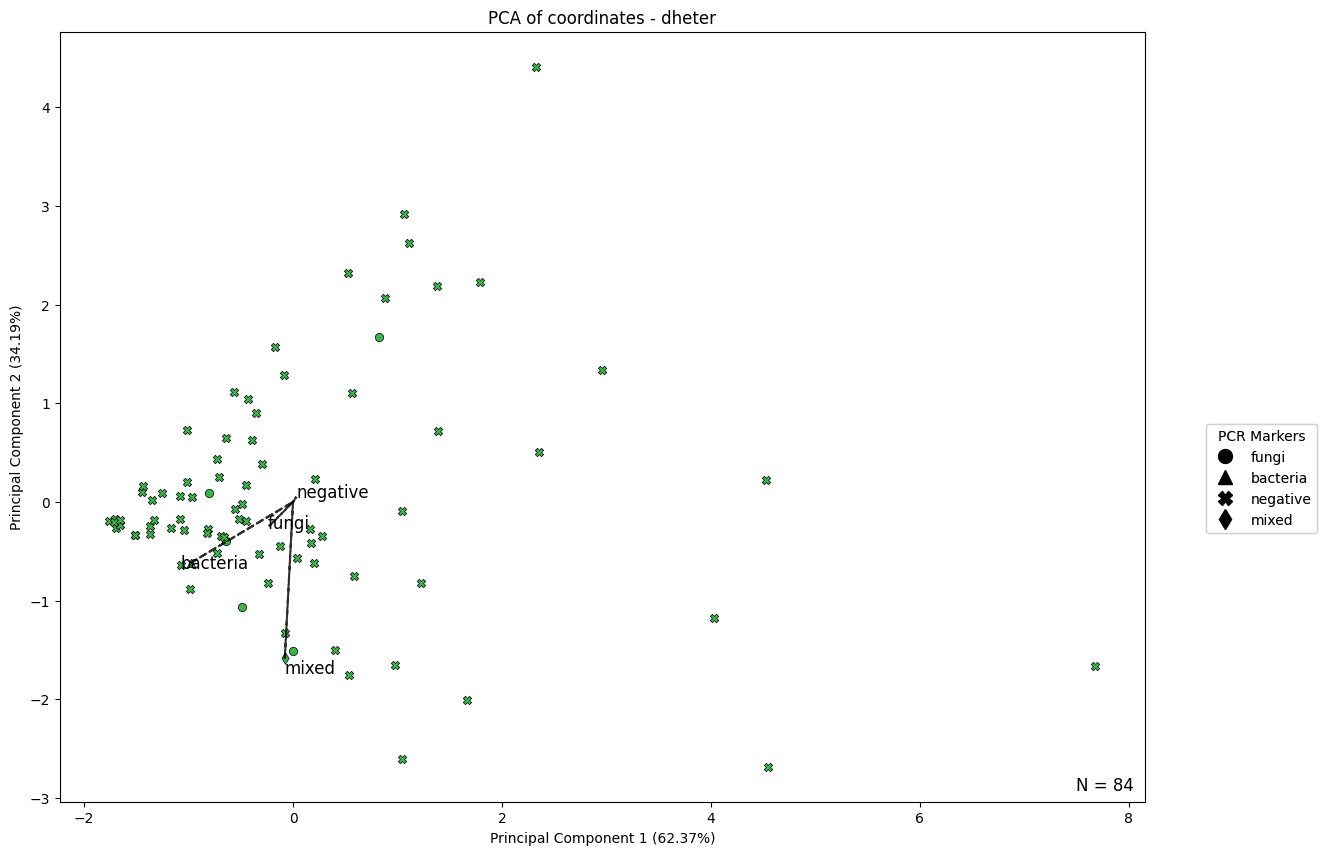 PCA of coordinates - dheter
Principal Component 2 (34.19%)
4
3
2
1
0
−1
−2
−3
negative
fungi
bacteria
mixed
N = 84
−2
0
2
4
6
8
Principal Component 1 (62.37%)
PCR Markers
fungi
bacteria
negative
mixed